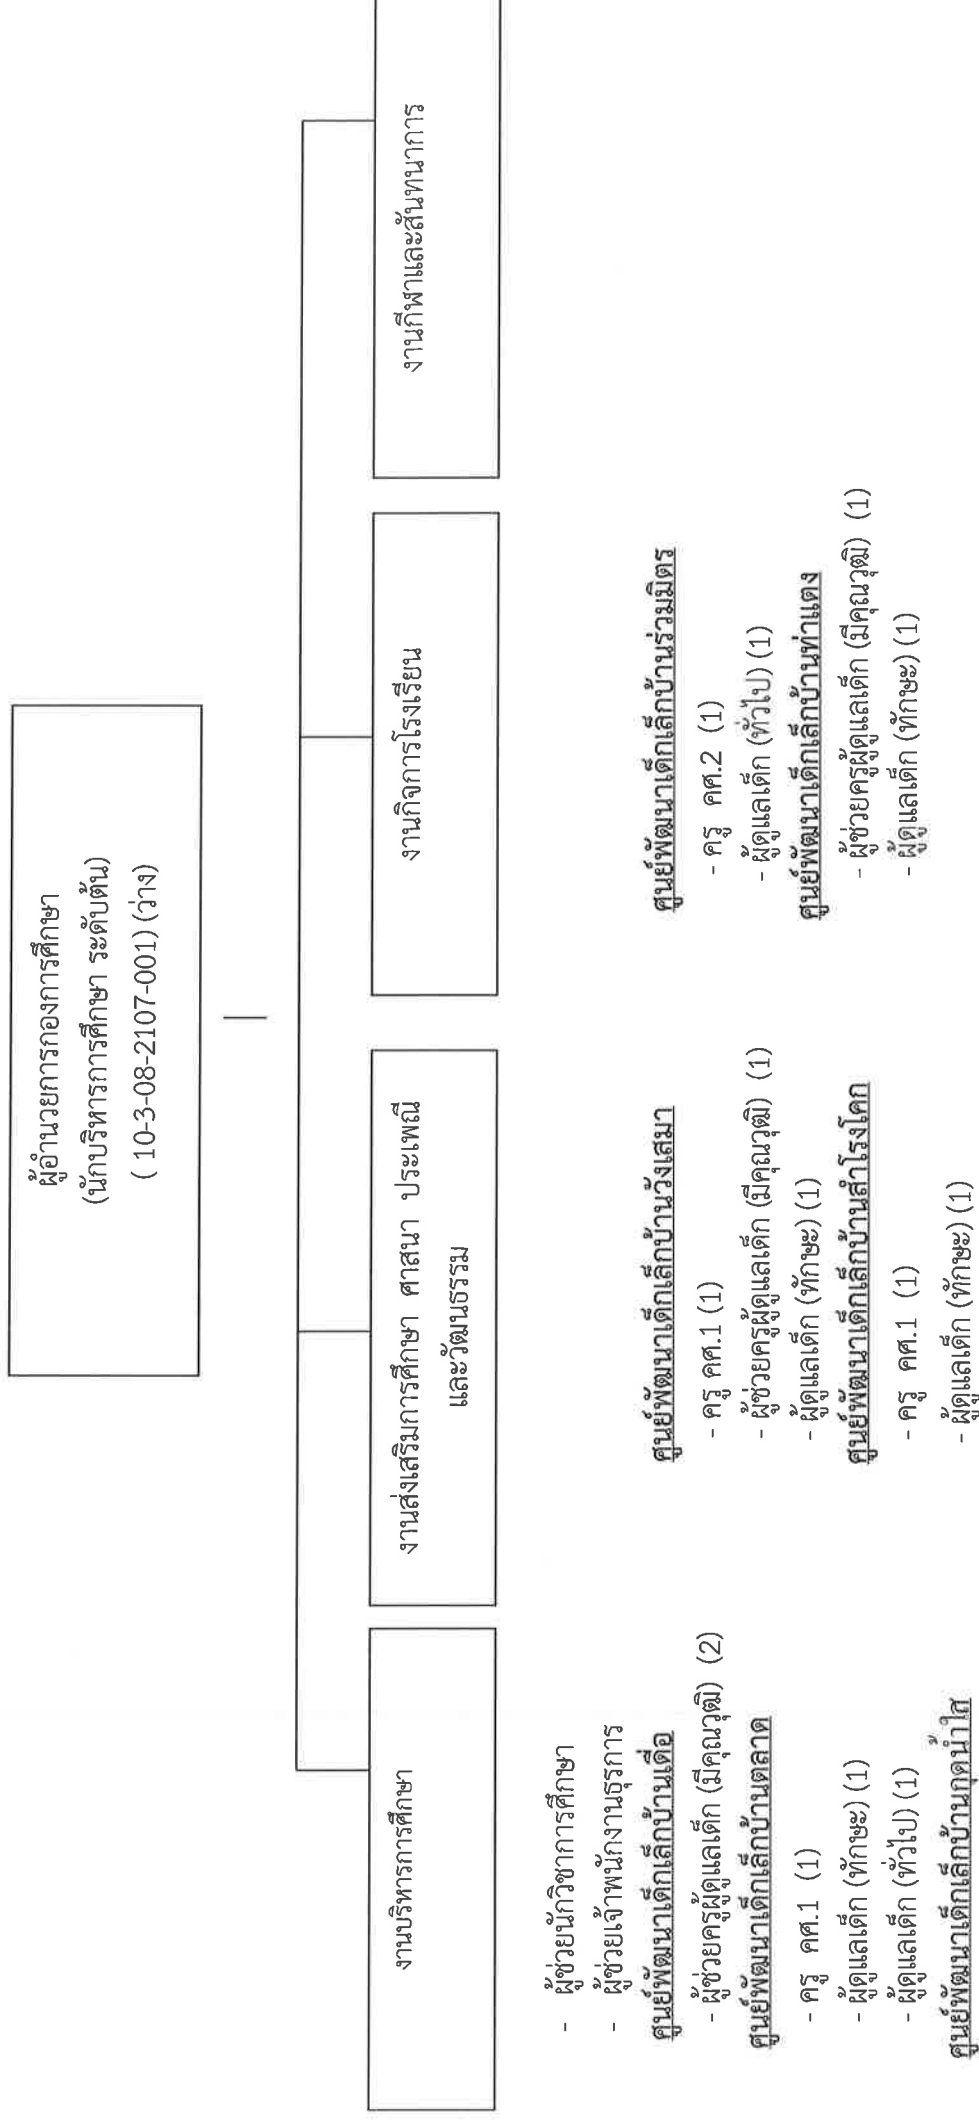 ผู้อำนวยการกองการศึกษา
(นักบริหารการศึกษา ระดับต้น)
( 10-3-08-2107-001) (ว่าง)
งานบริหารการศึกษา
งานส่งเสริมการศึกษา ศาสนา ประเพณี
และวัฒนธรรม
งานกิจการโรงเรียน
งานกีฬาและสันทนาการ
- ผู้ช่วยนักวิชาการศึกษา
- ผู้ช่วยเจ้าพนักงานธุรการ
ศูนย์พัฒนาเด็กเล็กบ้านเดื่อ
- ผู้ช่วยครูผู้ดูแลเด็ก (มีคุณวุฒิ) (2)
ศูนย์พัฒนาเด็กเล็กบ้านตลาด
- ครู คศ.1 (1)
- ผู้ดูแลเด็ก (ทักษะ) (1)
- ผู้ดูแลเด็ก (ทั่วไป) (1)
ศูนย์พัฒนาเด็กเล็กบ้านกุดน้ำใส
ศูนย์พัฒนาเด็กเล็กบ้านวังเสมา
- ครู คศ.1 (1)
- ผู้ช่วยครูผู้ดูแลเด็ก (มีคุณวุฒิ) (1)
- ผู้ดูแลเด็ก (ทักษะ) (1)
ศูนย์พัฒนาเด็กเล็กบ้านสำโรงโคก
- ครู คศ.1 (1)
- ผู้ดูแลเด็ก (ทักษะ) (1)
ศูนย์พัฒนาเด็กเล็กบ้านร่วมมิตร
- ครู คศ.2 (1)
- ผู้ดูแลเด็ก (ทั่วไป) (1)
ศูนย์พัฒนาเด็กเล็กบ้านท่าแตง
- ผู้ช่วยครูผู้ดูแลเด็ก (มีคุณวุฒิ) (1)
- ผู้ดูแลเด็ก (ทักษะ) (1)